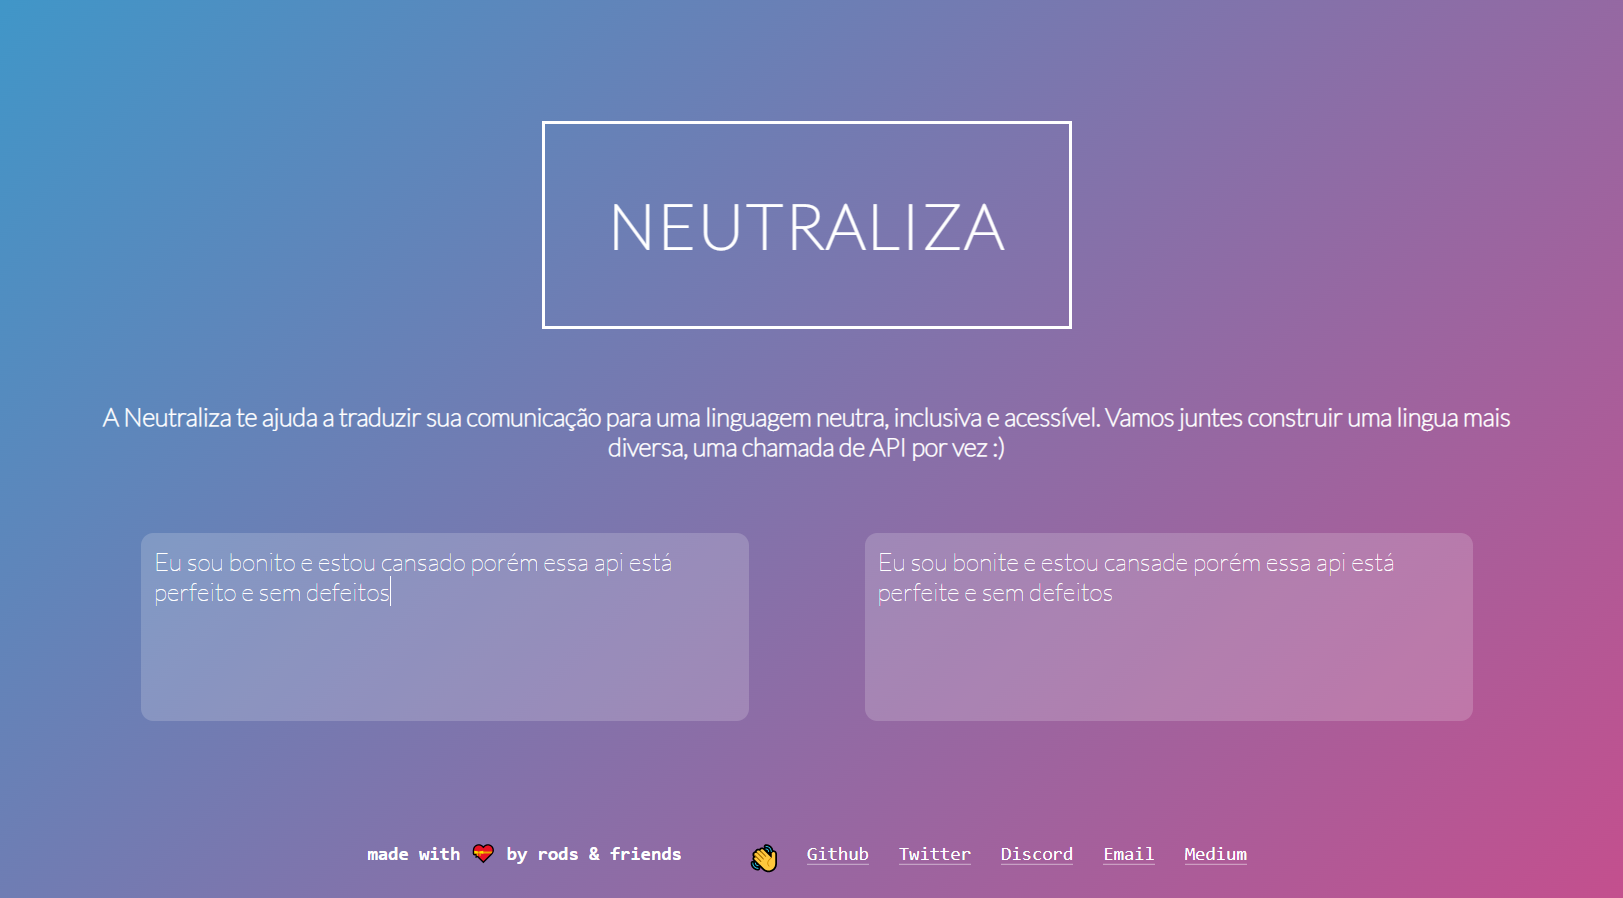 NEUTRALIZA
A Neutraliza te ajuda a traduzir sua comunicação para uma linguagem neutra, inclusiva e acessível. Vamos juntes construir uma lingua mais
diversa, uma chamada de API por vez :)
Eu sou bonito e estou cansado porém essa api está
perfeito e sem defeitos
Eu sou bonite e estou cansade porém essa api está
perfeite e sem defeitos
made with ❤️ by rods & friends
👋 Github Twitter Discord Email Medium